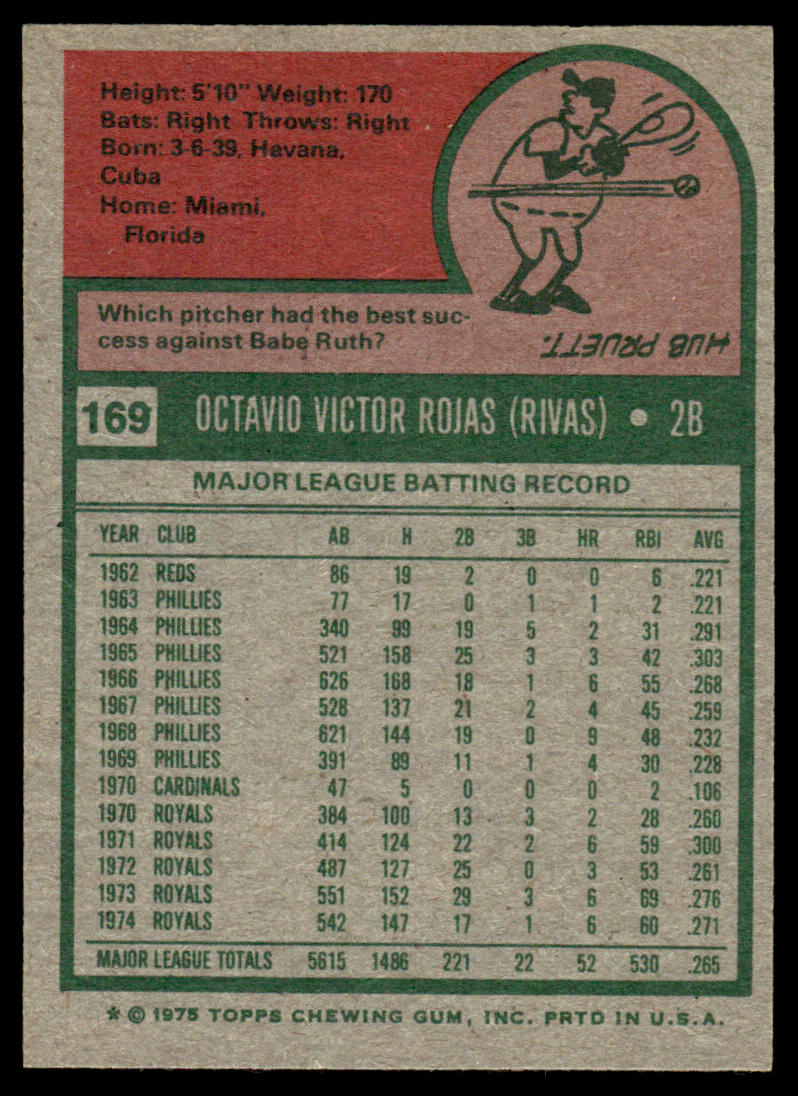 Height: 5'10" Weight: 170
Bats: Right Throws: Right
Born: 3-6-39, Havana,
Cuba
Home: Miami,
Florida
Which pitcher had the best suc-
cess against Babe Ruth?
HUB PRUETT.
169 OCTAVIO VICTOR ROJAS (RIVAS) • 2B
MAJOR LEAGUE BATTING RECORD
YEAR CLUB AB H 2B 3B HR RBI AVG
1962 REDS 86 19 2 0 0 6 .221
1963 PHILLIES 77 17 0 1 1 2 .221
1964 PHILLIES 340 99 19 5 2 31 .291
1965 PHILLIES 521 158 25 3 3 42 .303
1966 PHILLIES 626 168 18 1 6 55 .268
1967 PHILLIES 528 137 21 2 4 45 .259
1968 PHILLIES 621 144 19 0 9 48 .232
1969 PHILLIES 391 89 11 1 4 30 .228
1970 CARDINALS 47 5 0 0 0 2 .106
1970 ROYALS 384 100 13 3 2 28 .260
1971 ROYALS 414 124 22 2 6 59 .300
1972 ROYALS 487 127 25 0 3 53 .261
1973 ROYALS 551 152 29 3 6 69 .276
1974 ROYALS 542 147 17 1 6 60 .271
MAJOR LEAGUE TOTALS 5615 1486 221 22 52 530 .265
* © 1975 TOPPS CHEWING GUM, INC. PRTD IN U.S.A.